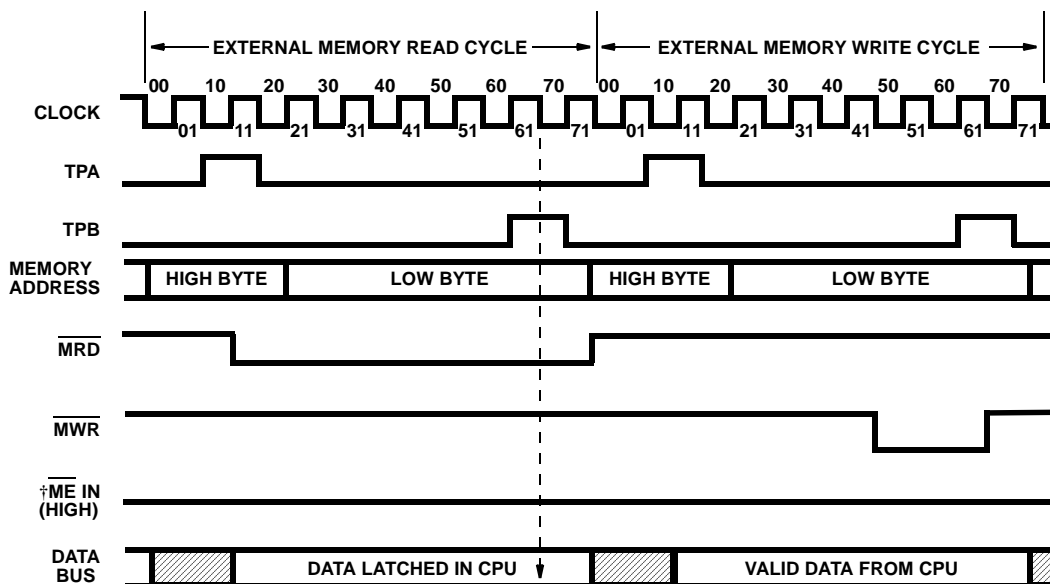 EXTERNAL MEMORY READ CYCLE EXTERNAL MEMORY WRITE CYCLE
00 10 20 30 40 50 60 70 00 10 20 30 40 50 60 70
CLOCK
01 11 21 31 41 51 61 71 01 11 21 31 41 51 61 71
TPA
TPB
MEMORY
ADDRESS
HIGH BYTE LOW BYTE HIGH BYTE LOW BYTE
MRD
MWR
†ME IN
(HIGH)
DATA
BUS
DATA LATCHED IN CPU VALID DATA FROM CPU